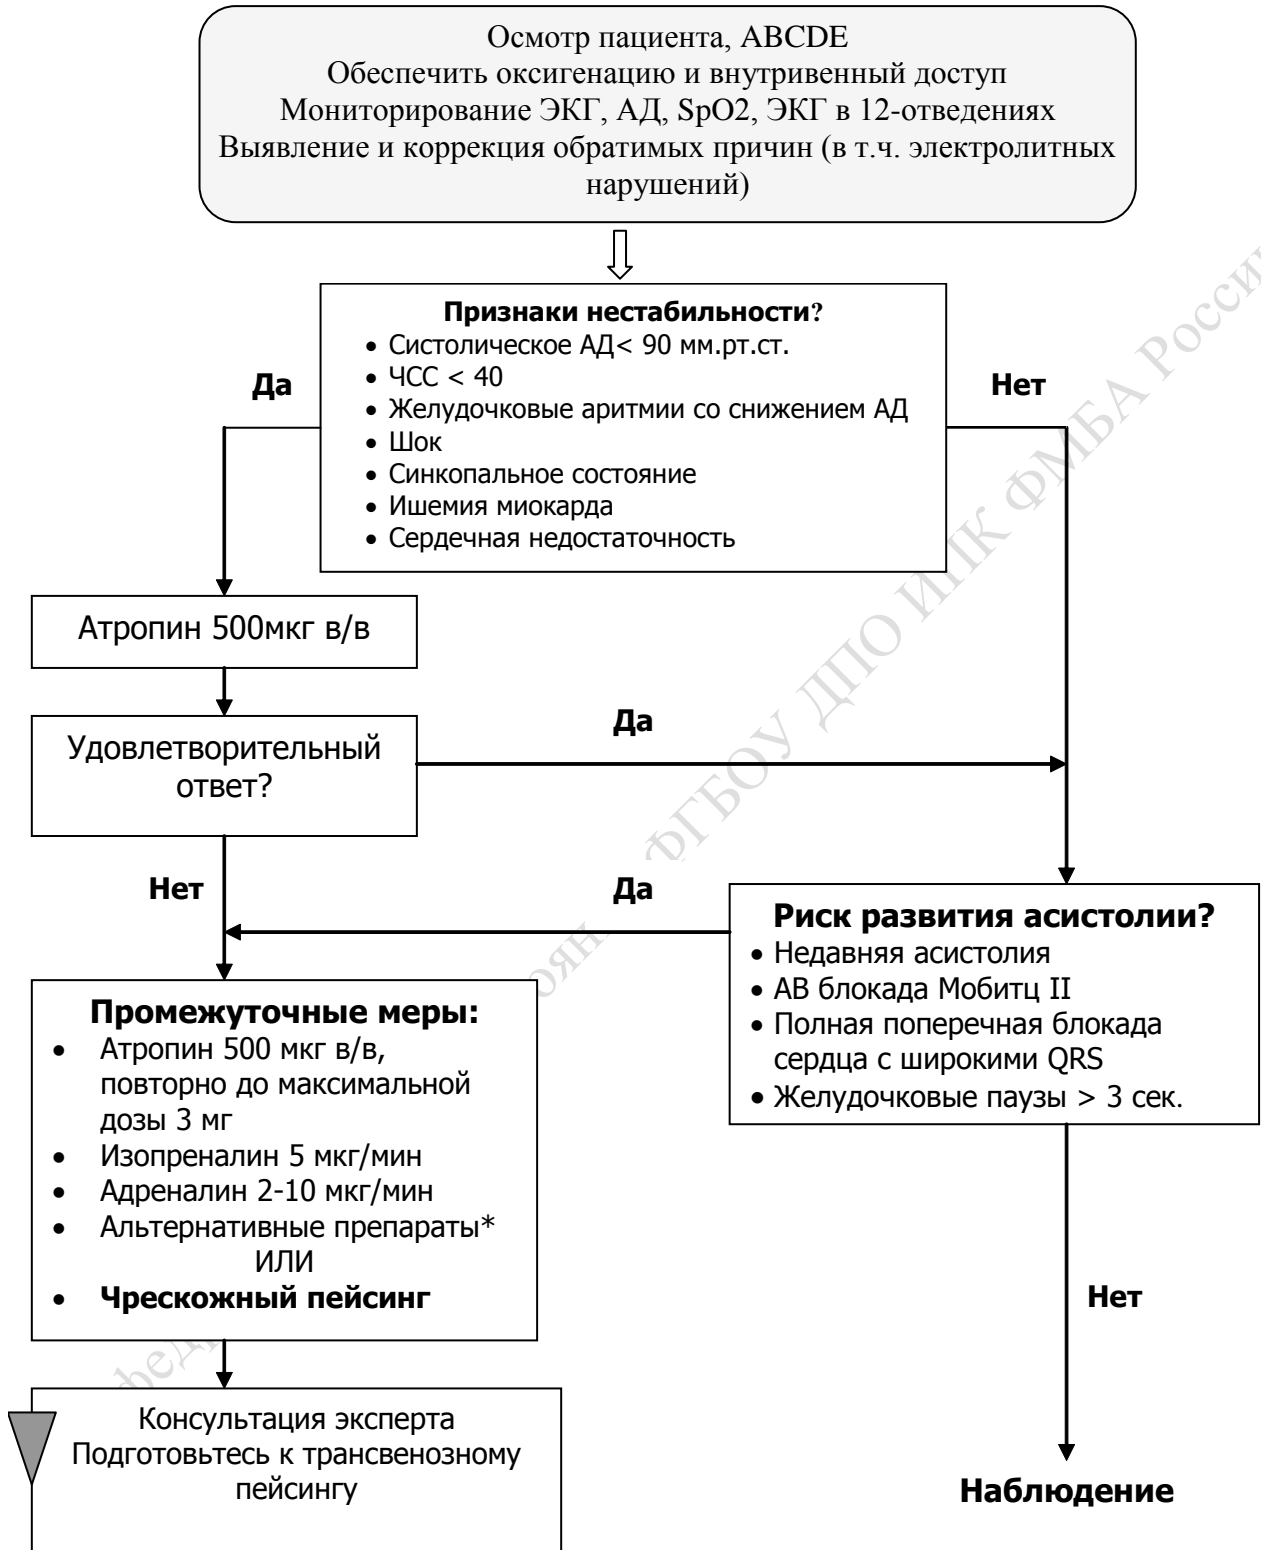 Осмотр пациента, ABCDE
Обеспечить оксигенацию и внутривенный доступ
Мониторирование ЭКГ, АД, SpO2, ЭКГ в 12-отведениях
Выявление и коррекция обратимых причин (в т.ч. электролитных
нарушений)
Признаки нестабильности?
• Систолическое АД< 90 мм.рт.ст.
• ЧСС < 40
• Желудочковые аритмии со снижением АД
• Шок
• Синкопальное состояние
• Ишемия миокарда
• Сердечная недостаточность
Да
Нет
Атропин 500мкг в/в
Удовлетворительный
ответ?
Да
Нет
Да
Риск развития асистолии?
• Недавняя асистолия
• АВ блокада Мобитц II
• Полная поперечная блокада
сердца с широкими QRS
• Желудочковые паузы > 3 сек.
Промежуточные меры:
• Атропин 500 мкг в/в,
повторно до максимальной
дозы 3 мг
• Изопреналин 5 мкг/мин
• Адреналин 2-10 мкг/мин
• Альтернативные препараты*
ИЛИ
• Чрескожный пейсинг
Нет
Консультация эксперта
Подготовьтесь к трансвенозному
пейсингу
Наблюдение
ФГБОУ ДПО ИПК ФМБА России